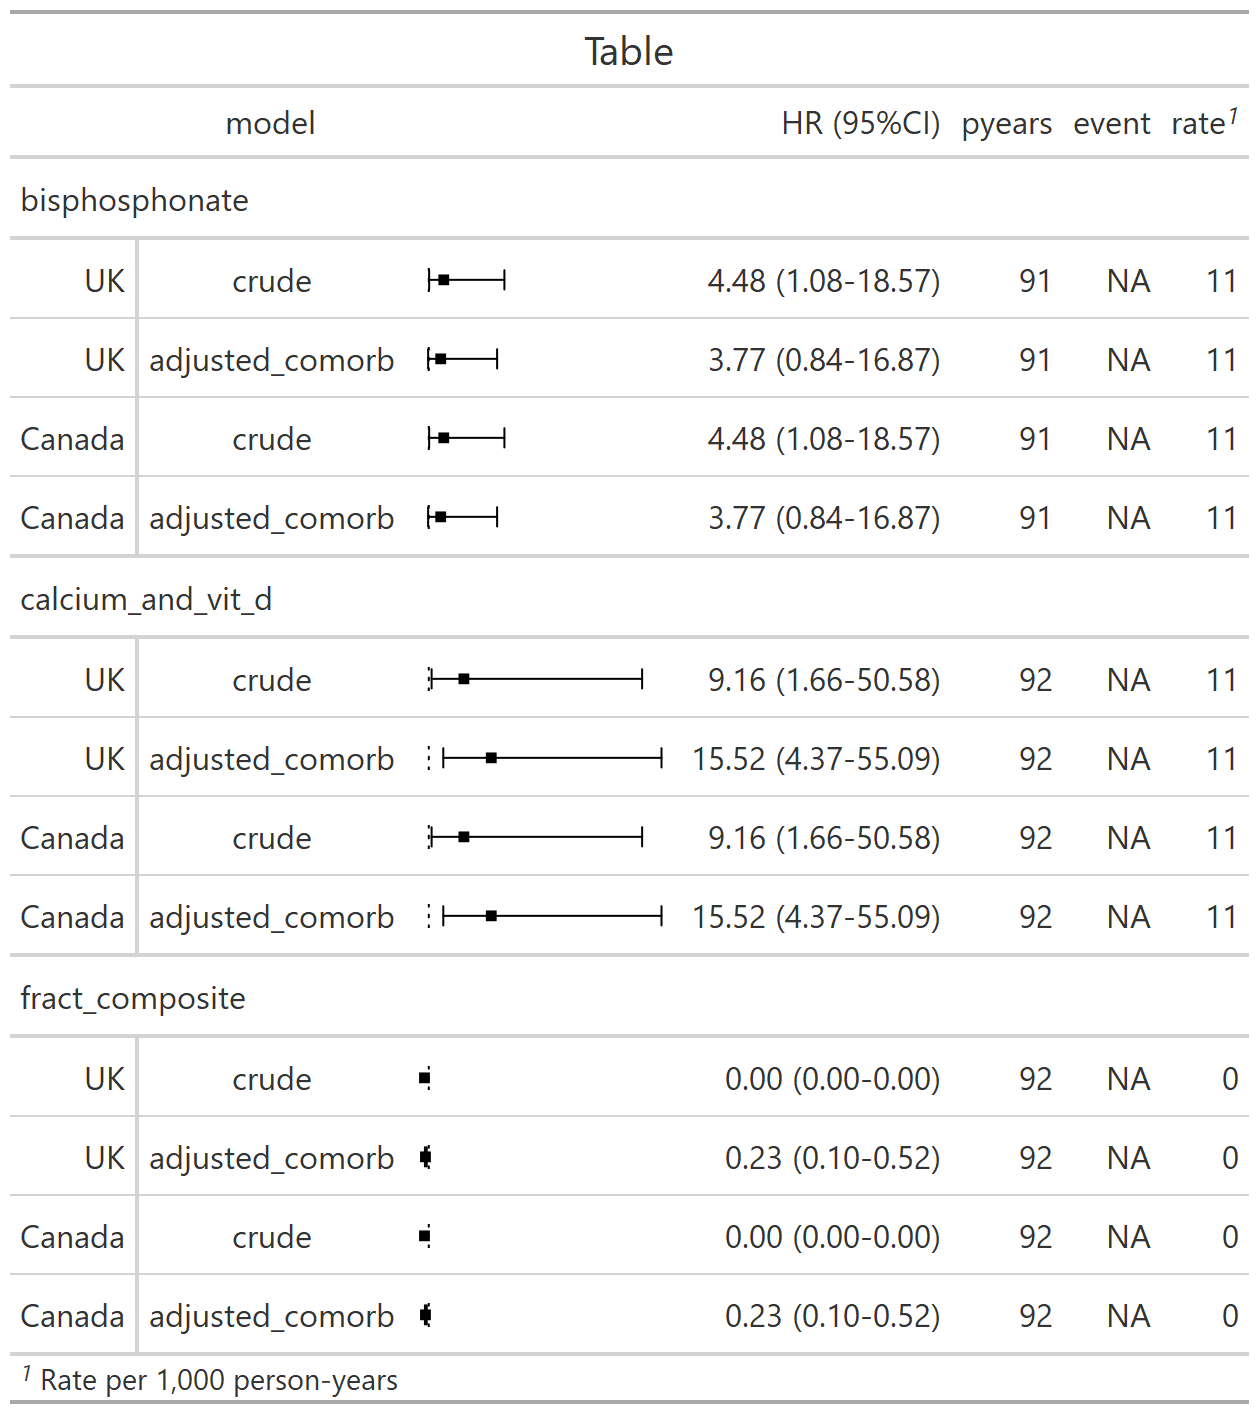 Table
model HR (95%CI) pyears event rate1
bisphosphonate
UK crude 4.48 (1.08-18.57) 91 NA 11
UK adjusted_comorb 3.77 (0.84-16.87) 91 NA 11
Canada crude 4.48 (1.08-18.57) 91 NA 11
Canada adjusted_comorb 3.77 (0.84-16.87) 91 NA 11
calcium_and_vit_d
UK crude 9.16 (1.66-50.58) 92 NA 11
UK adjusted_comorb 15.52 (4.37-55.09) 92 NA 11
Canada crude 9.16 (1.66-50.58) 92 NA 11
Canada adjusted_comorb 15.52 (4.37-55.09) 92 NA 11
fract_composite
UK crude 0.00 (0.00-0.00) 92 NA 0
UK adjusted_comorb 0.23 (0.10-0.52) 92 NA 0
Canada crude 0.00 (0.00-0.00) 92 NA 0
Canada adjusted_comorb 0.23 (0.10-0.52) 92 NA 0
1 Rate per 1,000 person-years